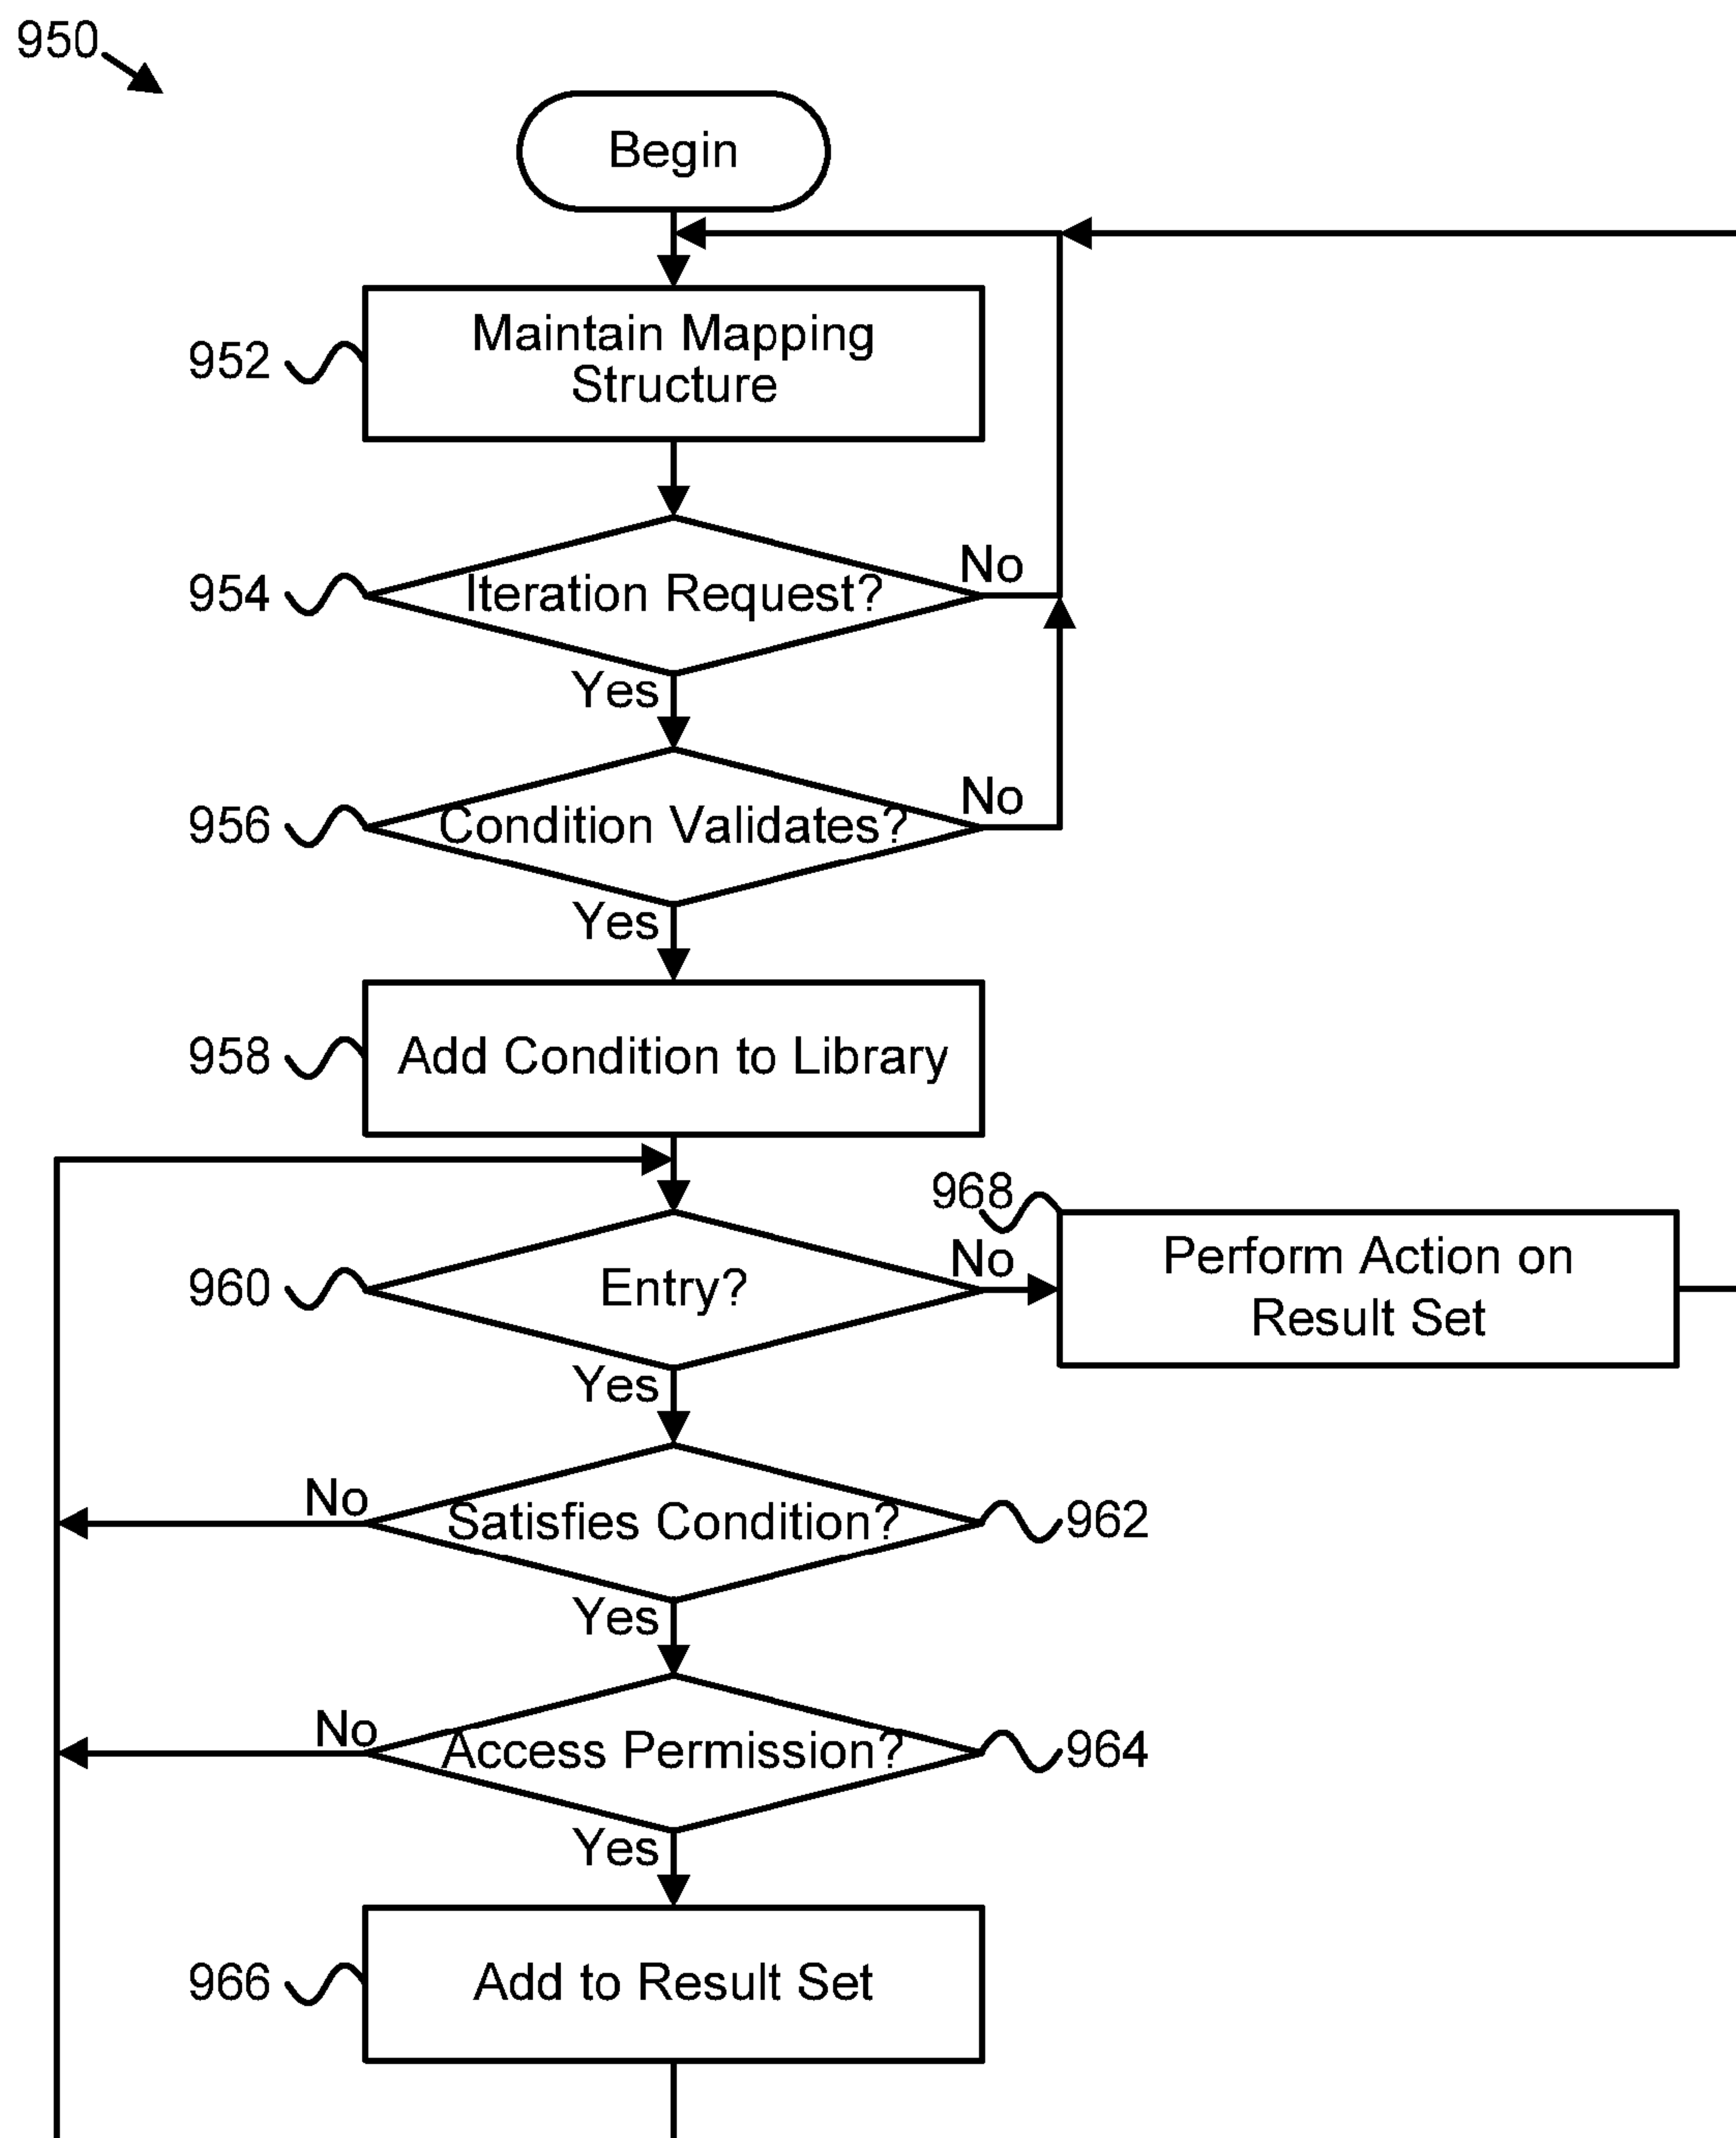 950
Begin
952
Maintain Mapping
Structure
954
Iteration Request?
No
Yes
956
Condition Validates?
No
Yes
958
Add Condition to Library
968
960
Entry?
No
Perform Action on
Result Set
Yes
No
Satisfies Condition?
962
Yes
No
Access Permission?
964
Yes
966
Add to Result Set